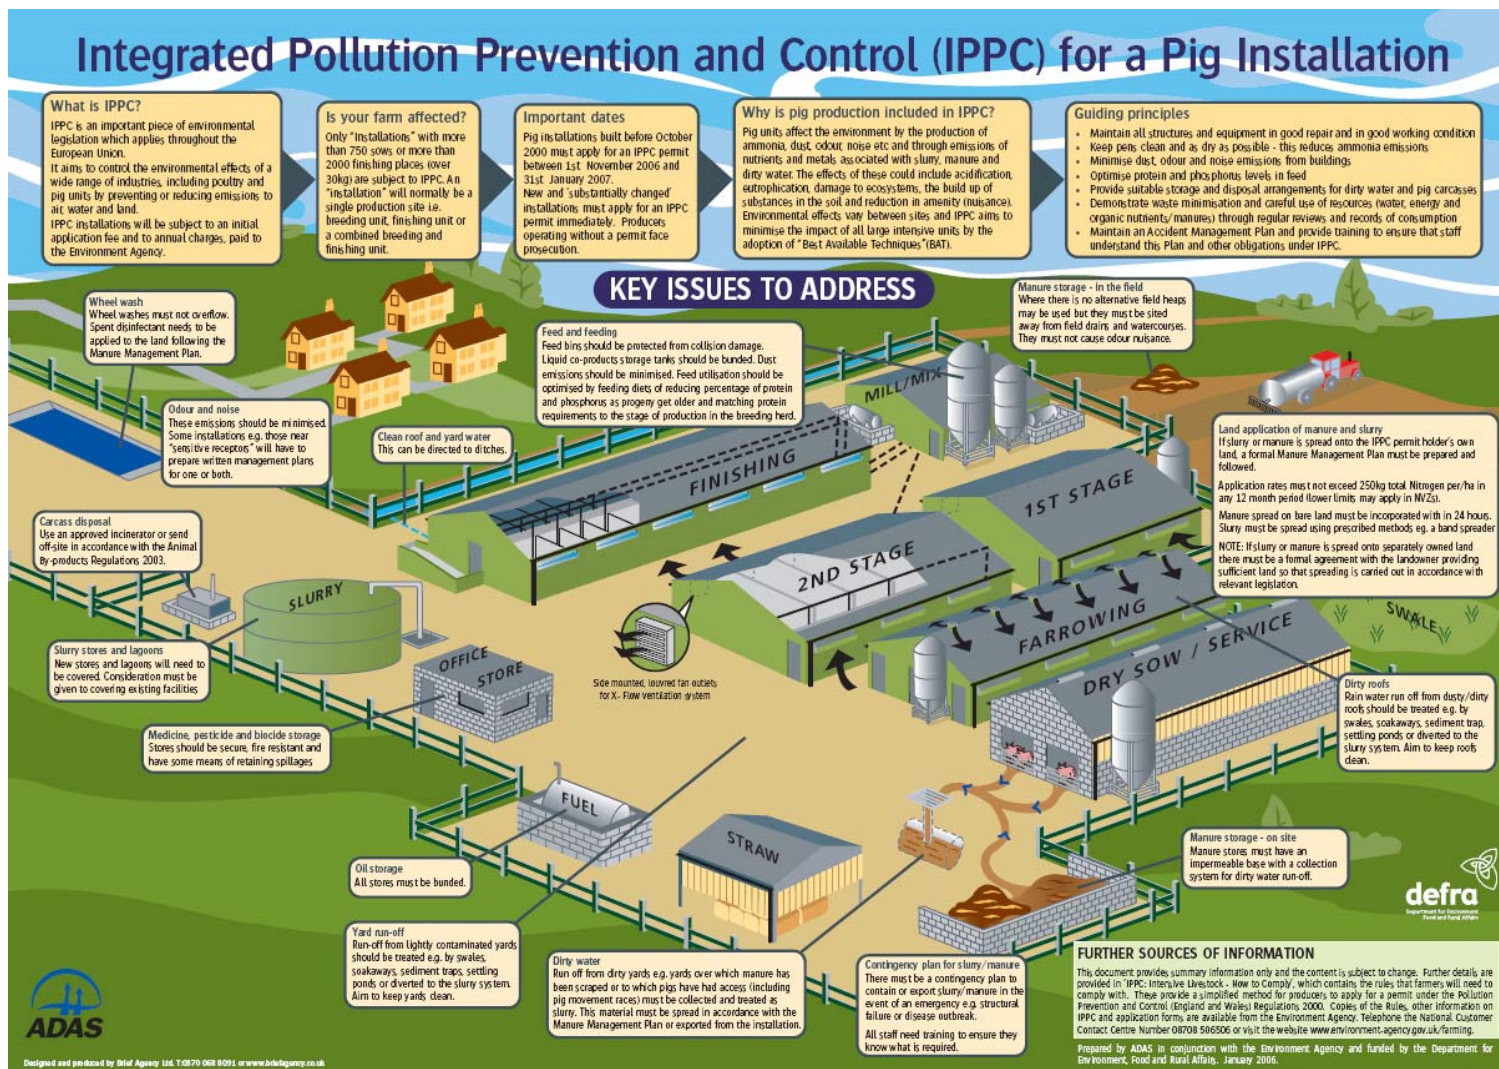 Integrated Pollution Prevention and Control (IPPC) for a Pig Installation
What is IPPC?
IPPC is an important piece of environmental
legislation which applies throughout the
European Union.
It aims to control the environmental effects of a
wide range of industries, including poultry and
pig units by preventing or reducing emissions to
air, water and land.
IPPC installations will be subject to an initial
application fee and to annual charges, paid to
the Environment Agency.
Is your farm affected?
Only "Installations" with more
than 750 sows or more than
2000 finishing places (over
30kg) are subject to IPPC. An
"installation" will normally be a
single production site i.e.
breeding unit, finishing unit or
a combined breeding and
finishing unit.
Important dates
Pig installations built before October
2000 must apply for an IPPC permit
between 1st November 2006 and
31st January 2007.
New and 'substantially changed'
installations must apply for an IPPC
permit immediately. Producers
operating without a permit face
prosecution.
Why is pig production included in IPPC?
Pig units affect the environment by the production of
ammonia, dust, odour, noise etc and through emissions of
nutrients and metals associated with slurry, manure and
dirty water. The effects of these could include acidification,
eutrophication, damage to ecosystems, the build up of
substances in the soil and reduction in amenity (nuisance).
Environmental effects vary between sites and IPPC aims to
minimise the impact of all large intensive units by the
adoption of "Best Available Techniques"(BAT).
Guiding principles
• Maintain all structures and equipment in good repair and in good working condition
• Keep pens clean and as dry as possible - this reduces ammonia emissions
• Minimise dust, odour and noise emissions from buildings
• Optimise protein and phosphorus levels in feed
• Provide suitable storage and disposal arrangements for dirty water and pig carcasses
• Demonstrate waste minimisation and careful use of resources (water, energy and
organic nutrients/manures) through regular reviews and records of consumption
• Maintain an Accident Management Plan and provide training to ensure that staff
understand this Plan and other obligations under IPPC.
KEY ISSUES TO ADDRESS
Wheel wash
Wheel washes must not overflow.
Spent disinfectant needs to be
applied to the land following the
Manure Management Plan.
Feed and feeding
Feed bins should be protected from collision damage.
Liquid co-products storage tanks should be bunded. Dust
emissions should be minimised. Feed utilisation should be
optimised by feeding diets of reducing percentage of protein
and phosphorus as progeny get older and matching protein
requirements to the stage of production in the breeding herd.
Manure storage - in the field
Where there is no alternative field heaps
may be used but they must be sited
away from field drains and watercourses.
They must not cause odour nuisance.
Odour and noise
These emissions should be minimised.
Some installations e.g. those near
"sensitive receptors" will have to
prepare written management plans
for one or both.
Clean roof and yard water
This can be directed to ditches.
MILL/MIX
FINISHING
1ST STAGE
2ND STAGE
FARROWING
DRY SOW / SERVICE
Land application of manure and slurry
If slurry or manure is spread onto the IPPC permit holder's own
land, a formal Manure Management Plan must be prepared and
followed.
Application rates must not exceed 250kg total Nitrogen per/ha in
any 12 month period (lower limits may apply in NVZs).
Manure spread on bare land must be incorporated with in 24 hours.
Slurry must be spread using prescribed methods eg. a band spreader
NOTE: If slurry or manure is spread onto separately owned land
there must be a formal agreement with the landowner providing
sufficient land so that spreading is carried out in accordance with
relevant legislation.
SWALE
Carcass disposal
Use an approved incinerator or send
off-site in accordance with the Animal
By-products Regulations 2003.
SLURRY
Slurry stores and lagoons
New stores and lagoons will need to
be covered. Consideration must be
given to covering existing facilities
OFFICE
STORE
Side mounted, louvred fan outlets
for X- Flow ventilation system
Dirty roofs
Rain water run off from dusty/dirty
roofs should be treated e.g. by
swales, soakaways, sediment trap,
settling ponds or diverted to the
slurry system. Aim to keep roofs
clean.
Medicine, pesticide and biocide storage
Stores should be secure, fire resistant and
have some means of retaining spillages
FUEL
STRAW
Oil storage
All stores must be bunded.
Manure storage - on site
Manure stores must have an
impermeable base with a collection
system for dirty water run-off.
Yard run-off
Run-off from lightly contaminated yards
should be treated e.g. by swales,
soakaways, sediment traps, settling
ponds or diverted to the slurry system.
Aim to keep yards clean.
Dirty water
Run off from dirty yards e.g. yards over which manure has
been scraped or to which pigs have had access (including
pig movement races) must be collected and treated as
slurry. This material must be spread in accordance with the
Manure Management Plan or exported from the installation.
Contingency plan for slurry/manure
There must be a contingency plan to
contain or export slurry/manure in the
event of an emergency e.g. structural
failure or disease outbreak.
All staff need training to ensure they
know what is required.
defra
Department for Environment
Food and Rural Affairs
FURTHER SOURCES OF INFORMATION
This document provides summary information only and the content is subject to change. Further details are
provided in 'IPPC: Intensive Livestock - How to Comply', which contains the rules that farmers will need to
comply with. These provide a simplified method for producers to apply for a permit under the Pollution
Prevention and Control (England and Wales) Regulations 2000. Copies of the Rules, other information on
IPPC and application forms are available from the Environment Agency. Telephone the National Customer
Contact Centre Number 08708 506506 or visit the website www.environment-agency.gov.uk/farming.
Prepared by ADAS in conjunction with the Environment Agency and funded by the Department for
Environment, Food and Rural Affairs. January 2006.
ADAS
Designed and produced by Brief Agency Ltd. T:0870 068 8091 or www.briefagency.co.uk